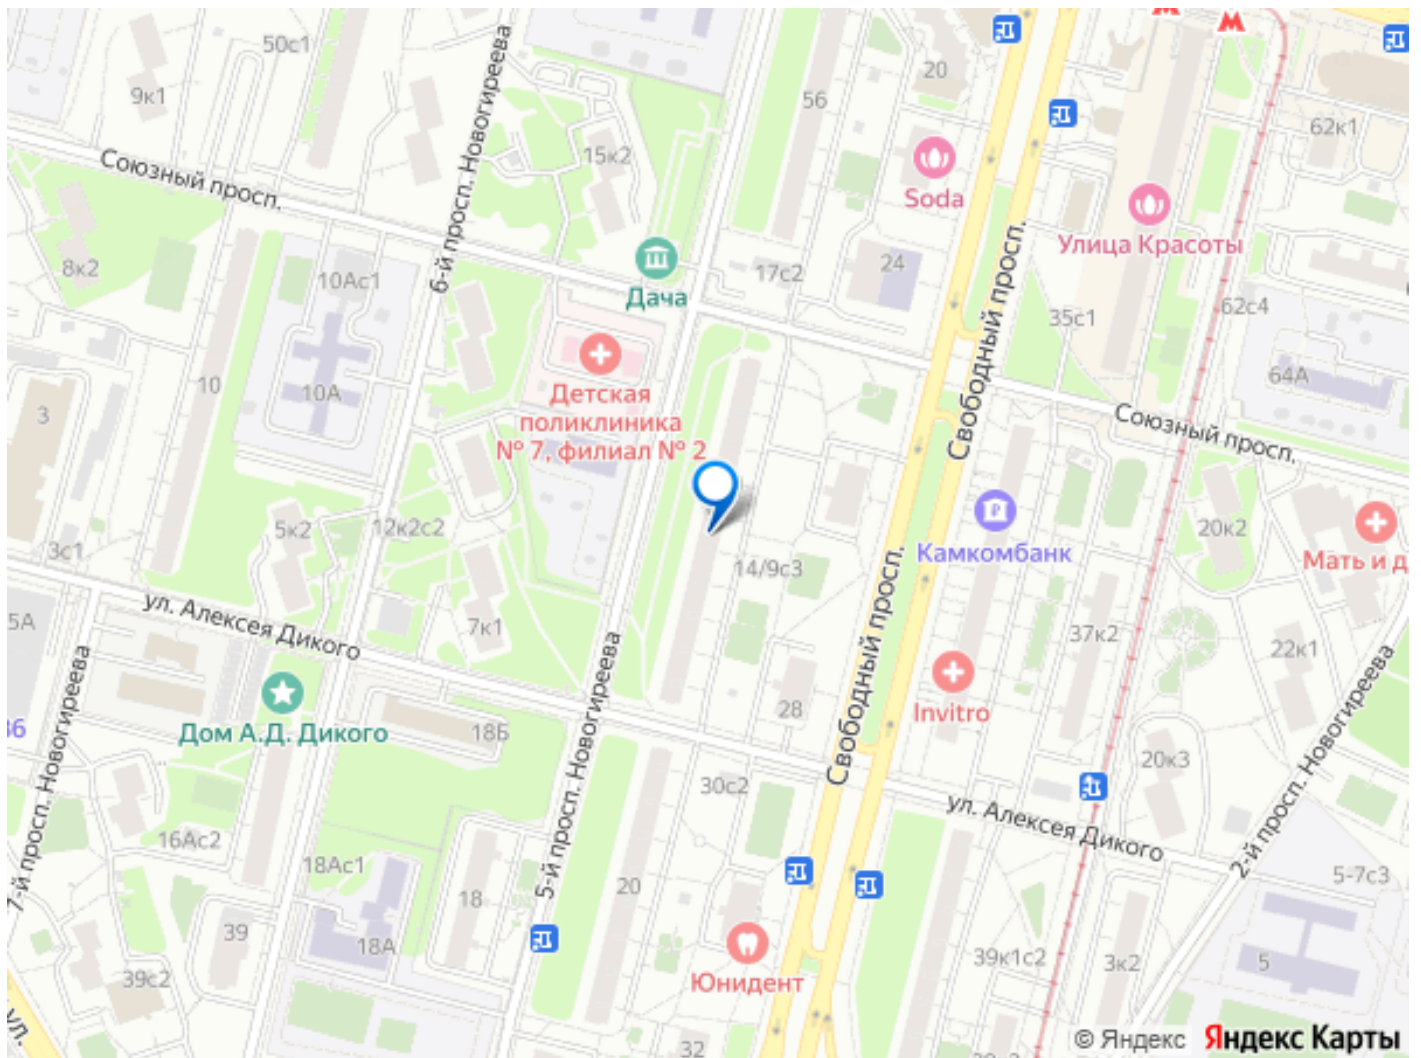 50с1
9к1
56
20
62к1
15к2
Союзный просп.
6-й просп. Новогиреева
Soda
Улица Красоты
8к2
10Ас1
Дача
17с2
24
Свободный просп.
35с1
62с4
10
10А
Детская
поликлиника
№ 7, филиал № 2
64А
3
Союзный просп.
5к2
12к2с2
Камкомбанк
20к2
Мать и д
3с1
14/9с3
5А
ул. Алексея Дикого
7к1
37к2
22к1
Свободный просп.
Invitro
Дом А.Д. Дикого
18Б
28
20к3
7-й просп. Новогиреева
5-й просп. Новогиреева
30с2
ул. Алексея Дикого
2-й просп. Новогиреева
16Ас2
18Ас1
18
20
5-7с3
39
18А
39с2
Юнидент
39к1с2
3к2
5
ул.
32
© Яндекс Яндекс Карты